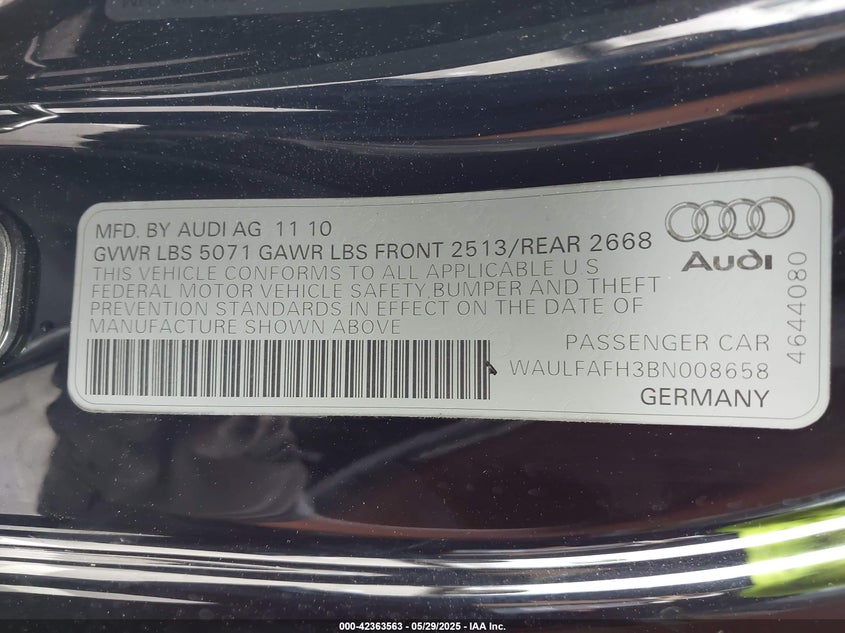 MFD. BY AUDI AG 11 10
GVWR LBS 5071 GAWR LBS FRONT 2513/REAR 2668
THIS VEHICLE CONFORMS TO ALL APPLICABLE U.S
FEDERAL MOTOR VEHICLE SAFETY,BUMPER AND THEFT
PREVENTION STANDARDS IN EFFECT ON THE DATE OF
MANUFACTURE SHOWN ABOVE
PASSENGER CAR
WAULFAFH3BN008658
GERMANY
Audi
4644080
000-42363563 - 05/29/2025 - IAA Inc.